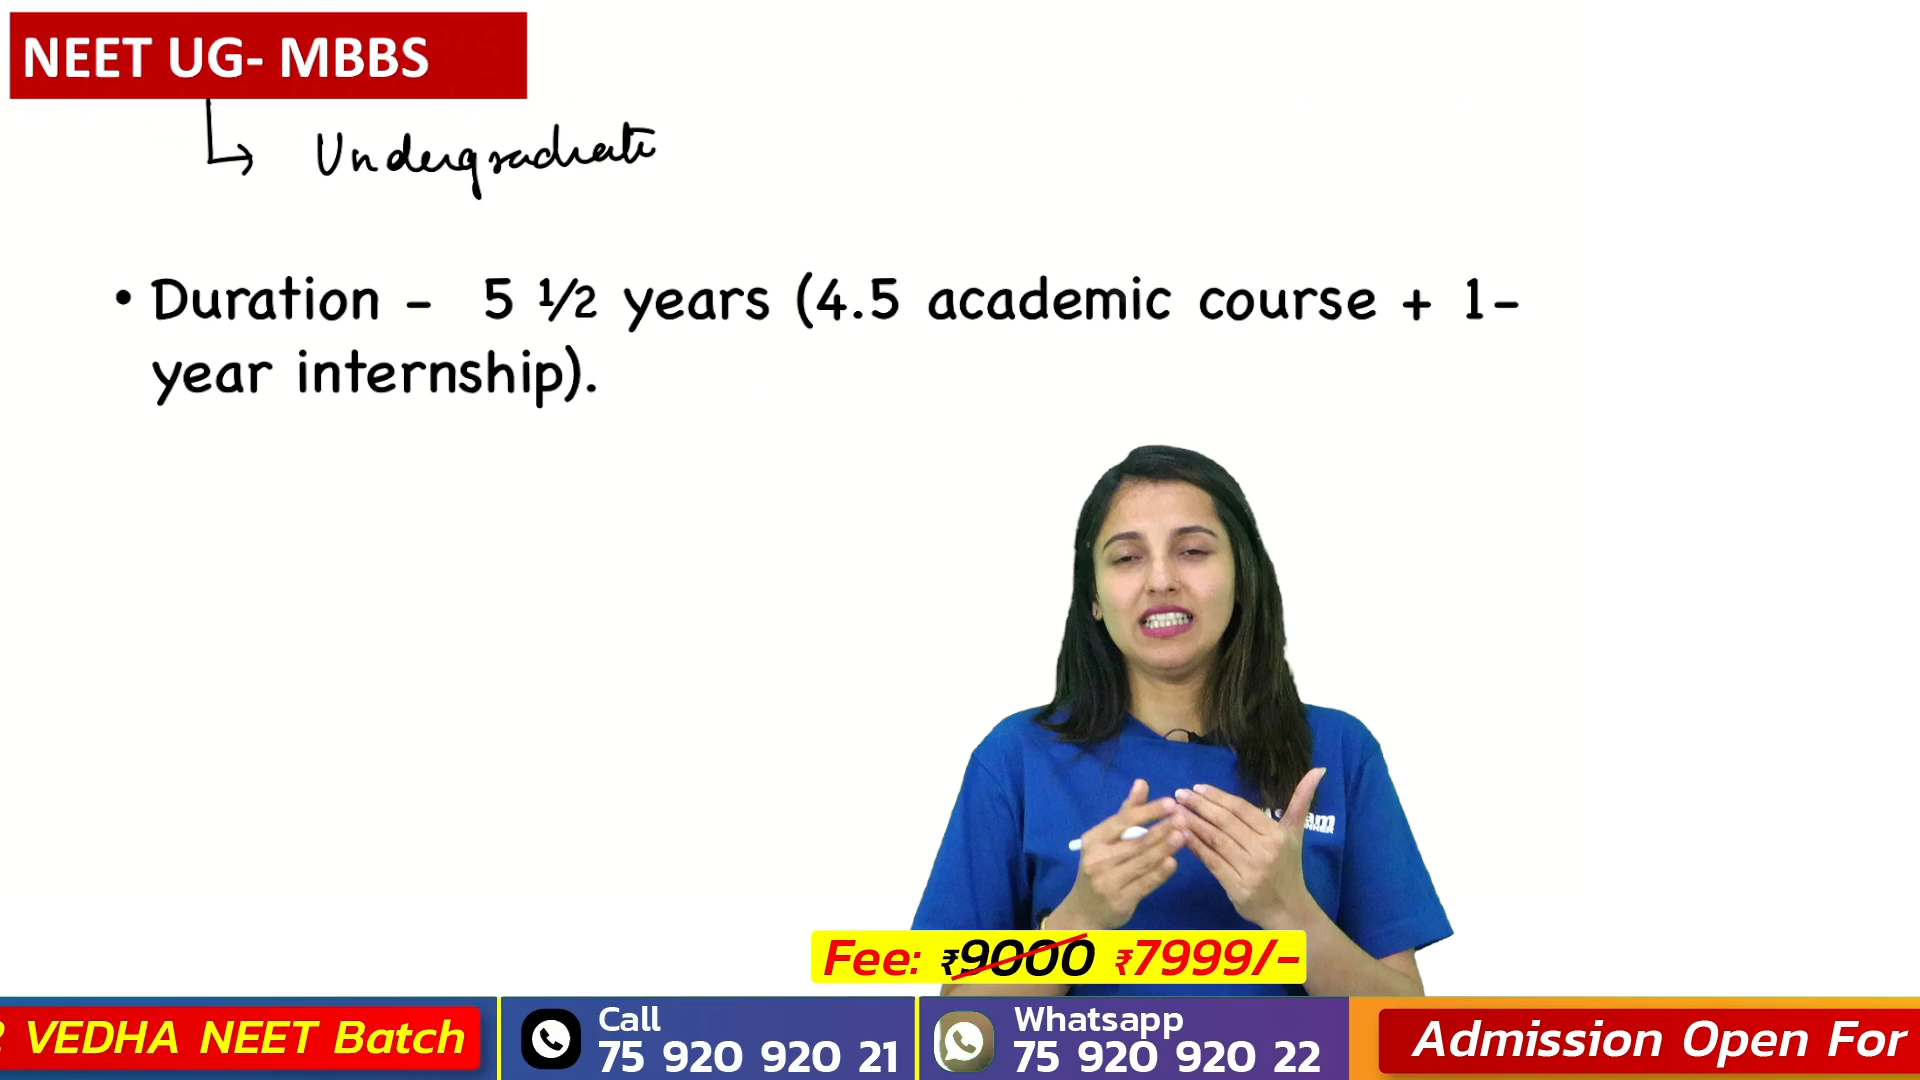 NEET UG- MBBS
Undergraduate
• Duration - 5 ½ years (4.5 academic course + 1-
year internship).
Fee: ₹9000 ₹7999/-
VEDHA NEET Batch
Call
75 920 920 21
Whatsapp
75 920 920 22
Admission Open For